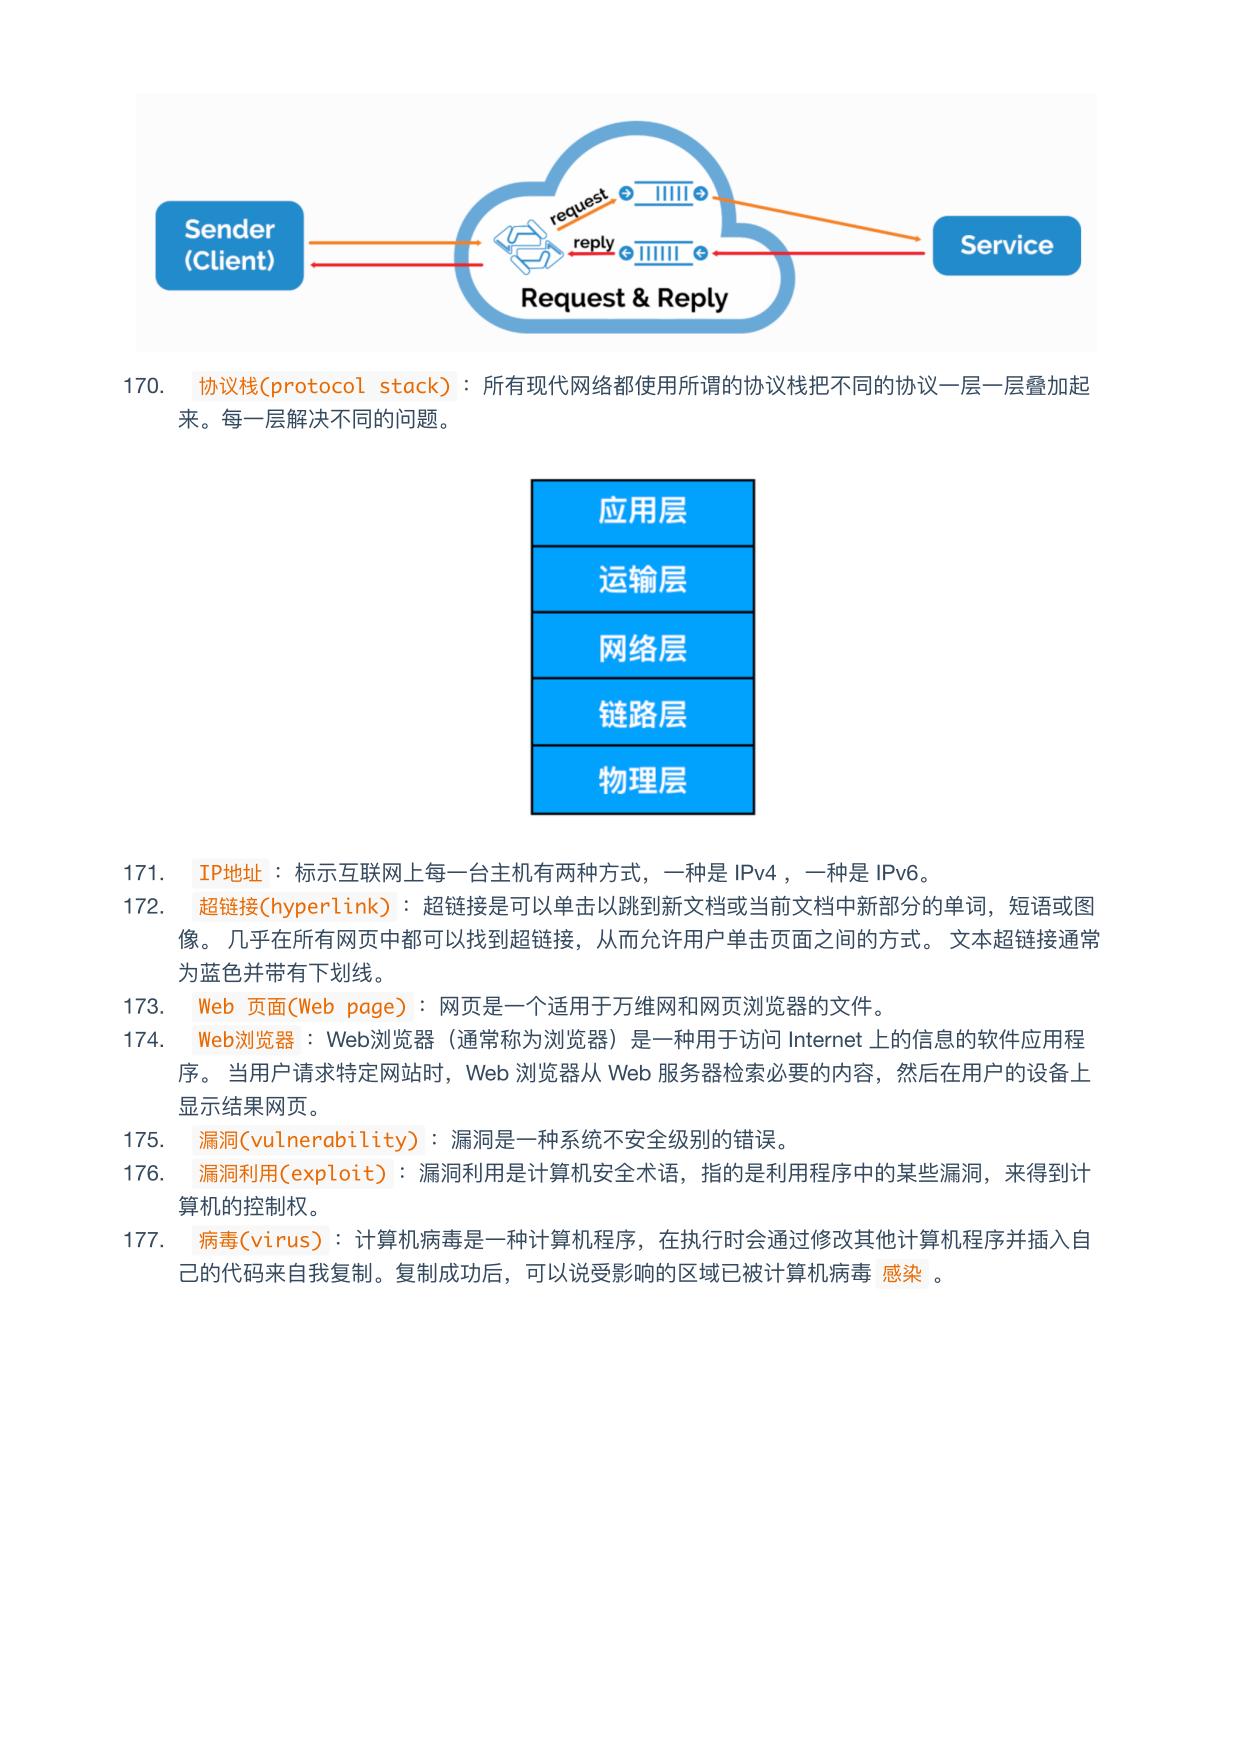 Sender
(Client)
request
reply
Request & Reply
Service
170. 协议栈(protocol stack) ： 所有现代网络都使用所谓的协议栈把不同的协议一层一层叠加起
来。每一层解决不同的问题。
应用层
运输层
网络层
链路层
物理层
171. IP地址 ： 标示互联网上每一台主机有两种方式，一种是 IPv4 ，一种是 IPv6。
172. 超链接(hyperlink) ： 超链接是可以单击以跳到新文档或当前文档中新部分的单词，短语或图
像。 几乎在所有网页中都可以找到超链接，从而允许用户单击页面之间的方式。 文本超链接通常
为蓝色并带有下划线。
173. Web 页面(Web page) ： 网页是一个适用于万维网和网页浏览器的文件。
174. Web浏览器 ： Web浏览器（通常称为浏览器）是一种用于访问 Internet 上的信息的软件应用程
序。 当用户请求特定网站时，Web 浏览器从 Web 服务器检索必要的内容，然后在用户的设备上
显示结果网页。
175. 漏洞(vulnerability) ： 漏洞是一种系统不安全级别的错误。
176. 漏洞利用(exploit) ： 漏洞利用是计算机安全术语，指的是利用程序中的某些漏洞，来得到计
算机的控制权。
177. 病毒(virus) ： 计算机病毒是一种计算机程序，在执行时会通过修改其他计算机程序并插入自
己的代码来自我复制。复制成功后，可以说受影响的区域已被计算机病毒 感染 。